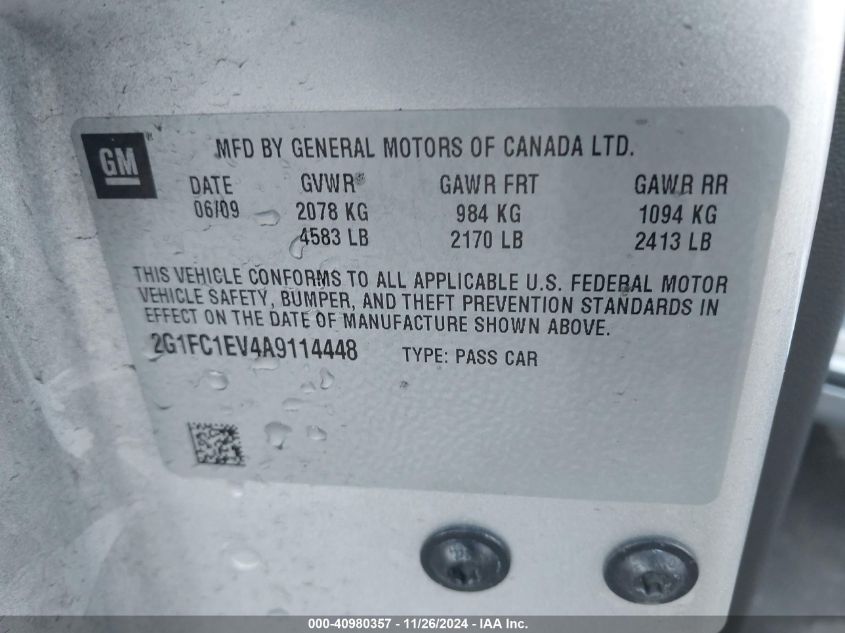 GM
MFD BY GENERAL MOTORS OF CANADA LTD.
DATE GVWR GAWR FRT GAWR RR
06/09 2078 KG 984 KG 1094 KG
4583 LB 2170 LB 2413 LB
THIS VEHICLE CONFORMS TO ALL APPLICABLE U.S. FEDERAL MOTOR
VEHICLE SAFETY, BUMPER, AND THEFT PREVENTION STANDARDS IN
EFFECT ON THE DATE OF MANUFACTURE SHOWN ABOVE.
2G1FC1EV4A9114448 TYPE: PASS CAR
000-40980357 - 11/26/2024 - IAA Inc.